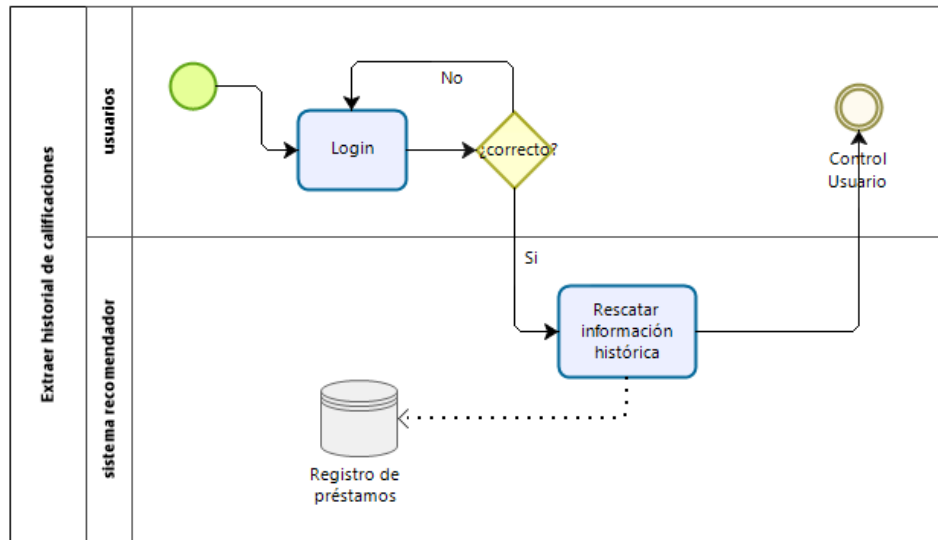 Extraer historial de calificaciones
usuarios
No
Login
¿correcto?
Control
Usuario
sistema recomendador
Si
Rescatar
información
histórica
Registro de
préstamos